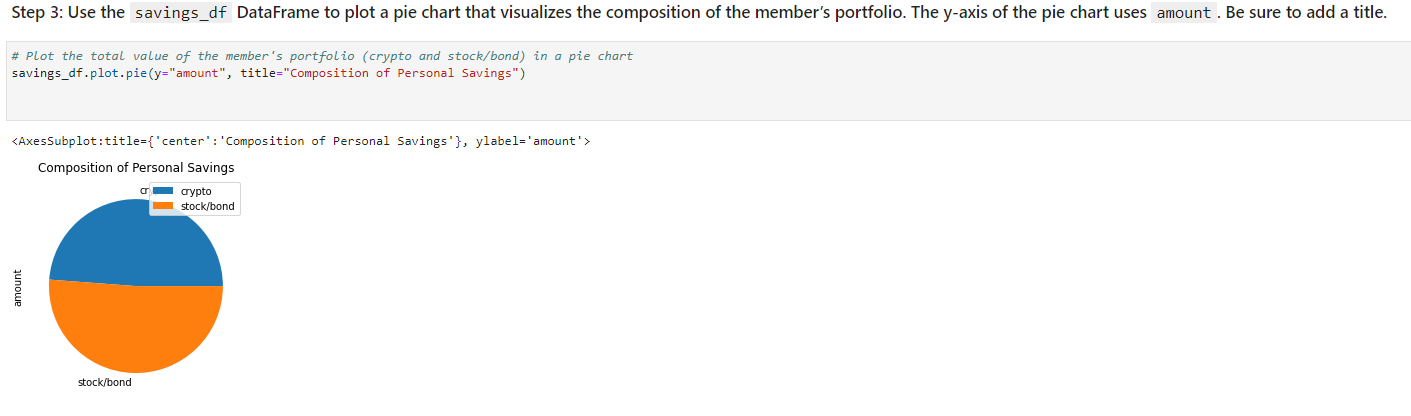 Step 3: Use the savings_df DataFrame to plot a pie chart that visualizes the composition of the member’s portfolio. The y-axis of the pie chart uses amount . Be sure to add a title.
# Plot the total value of the member's portfolio (crypto and stock/bond) in a pie chart
savings_df.plot.pie(y="amount", title="Composition of Personal Savings")
<AxesSubplot:title={'center':'Composition of Personal Savings'}, ylabel='amount'>
Composition of Personal Savings
crypto
stock/bond
amount
stock/bond